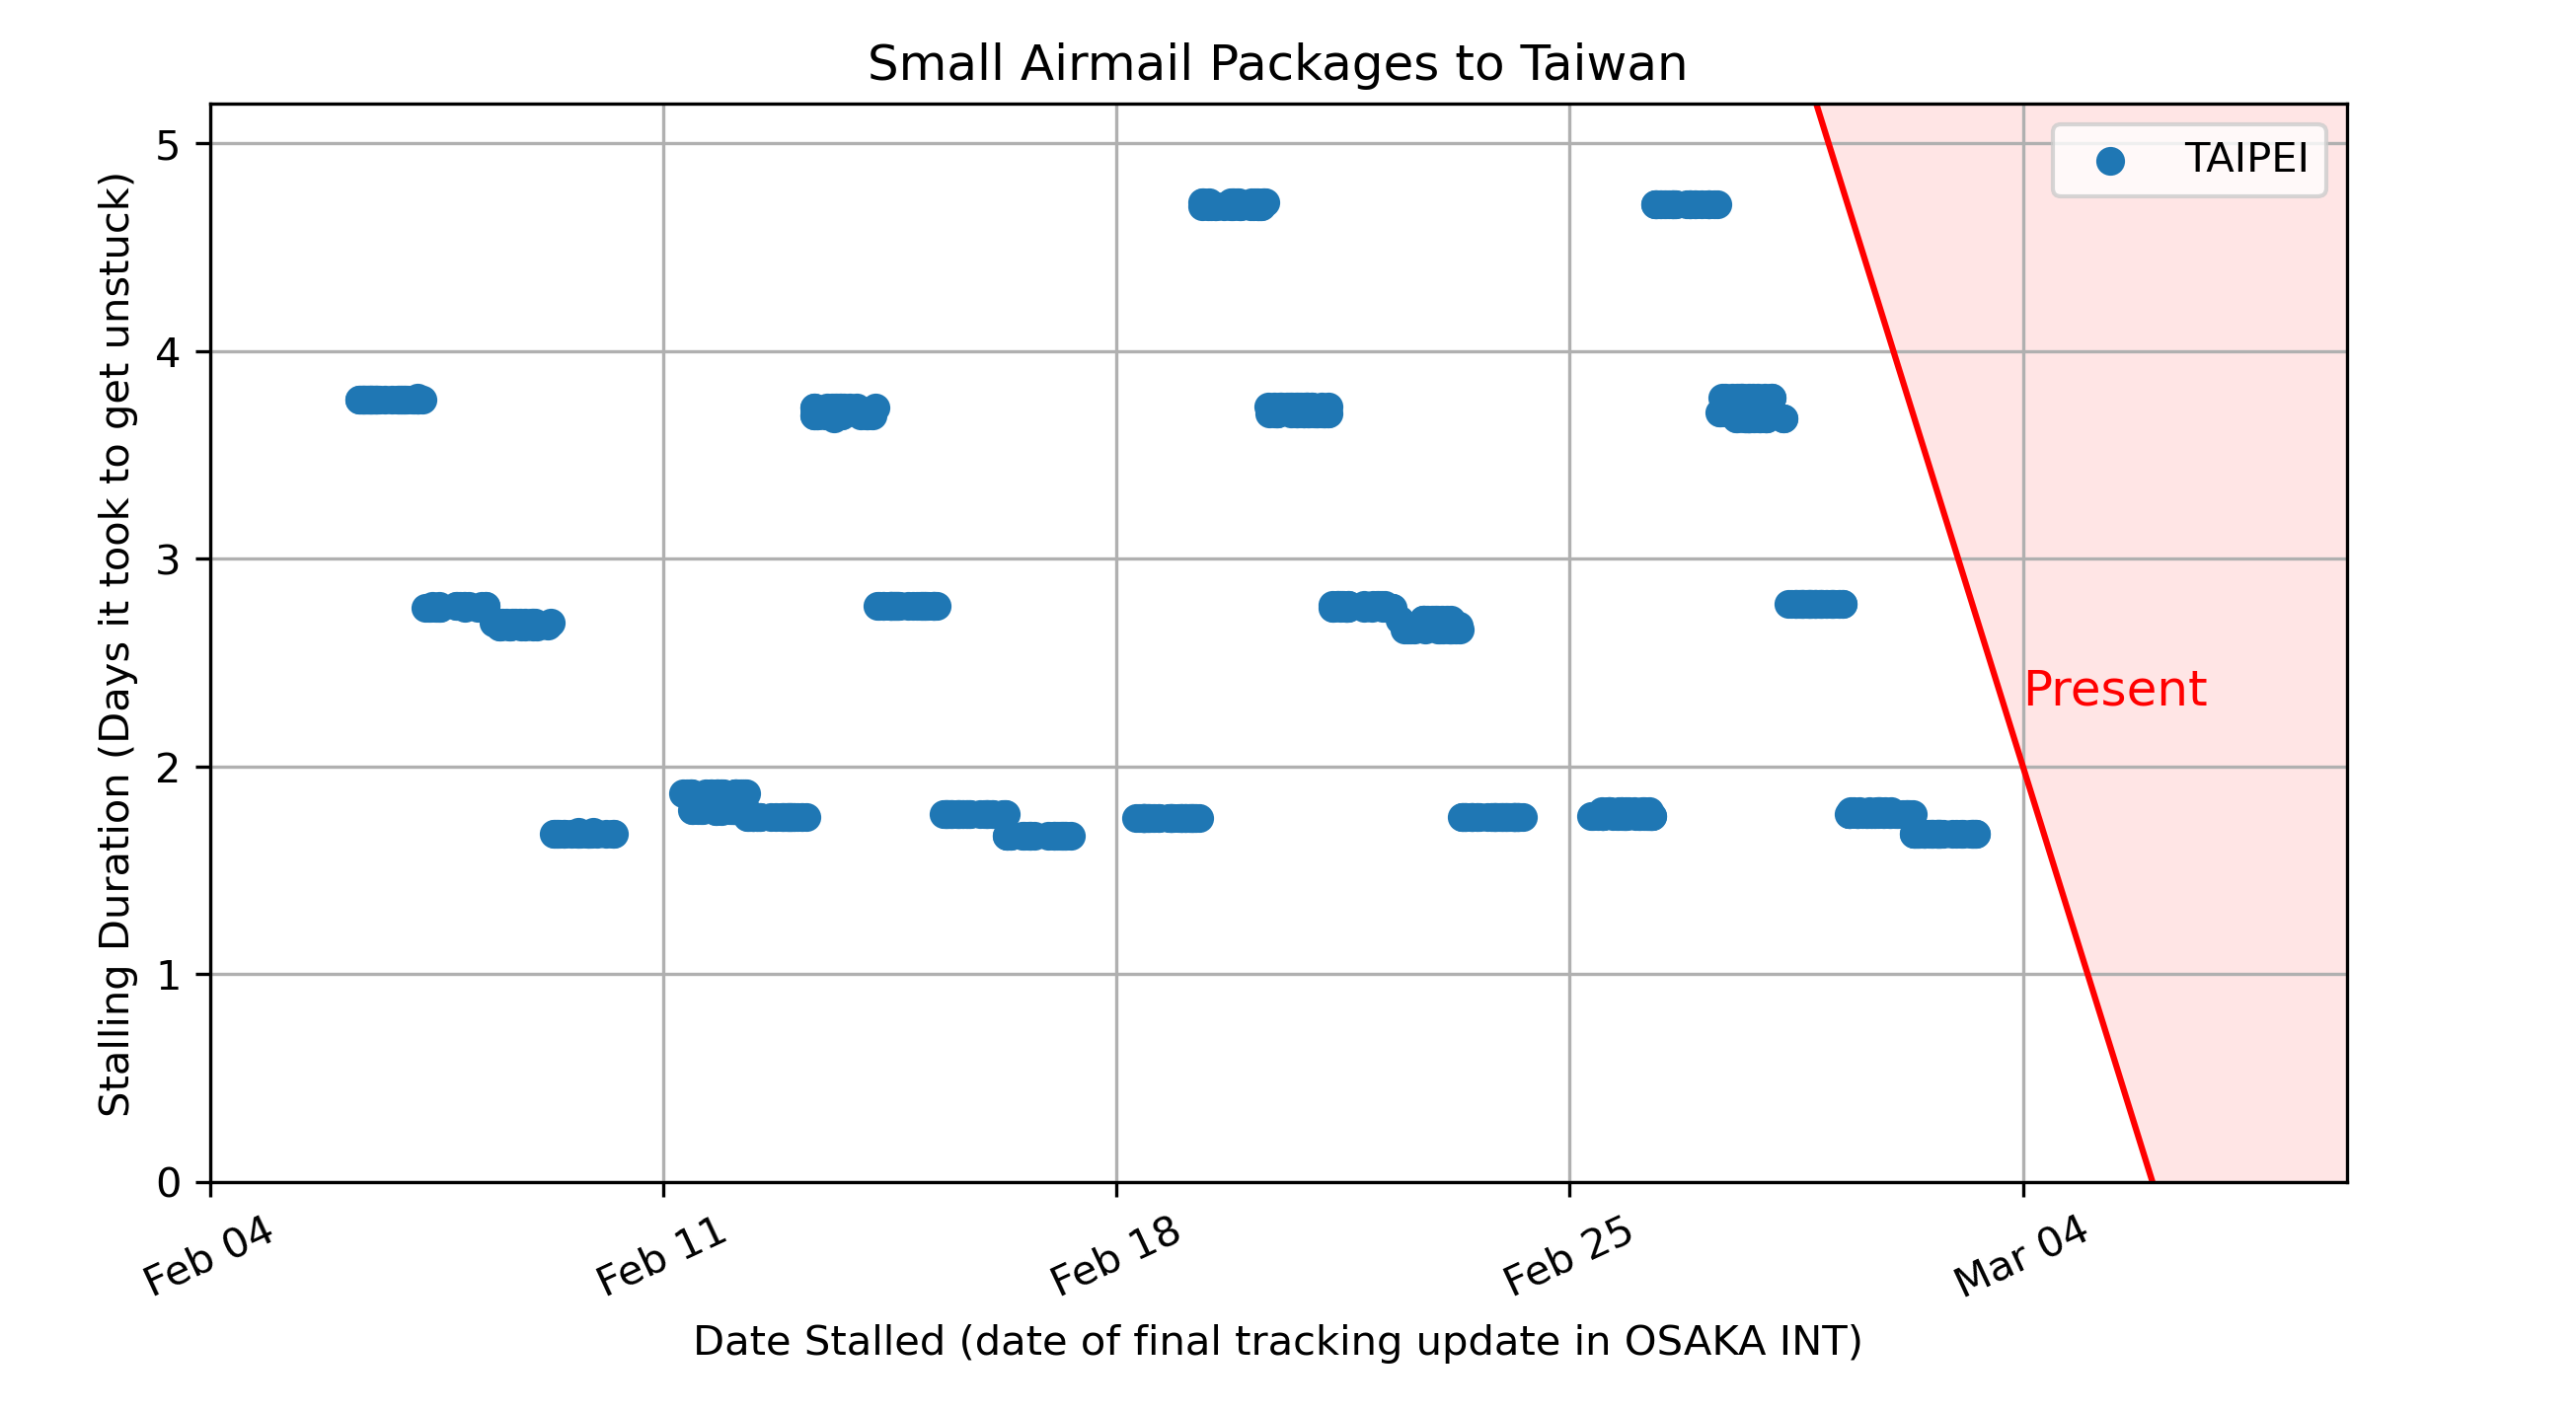 Small Airmail Packages to Taiwan
Stalling Duration (Days it took to get unstuck)
5
4
3
2
1
0
TAIPEI
Present
Feb 04
Feb 11
Feb 18
Feb 25
Mar 04
Date Stalled (date of final tracking update in OSAKA INT)